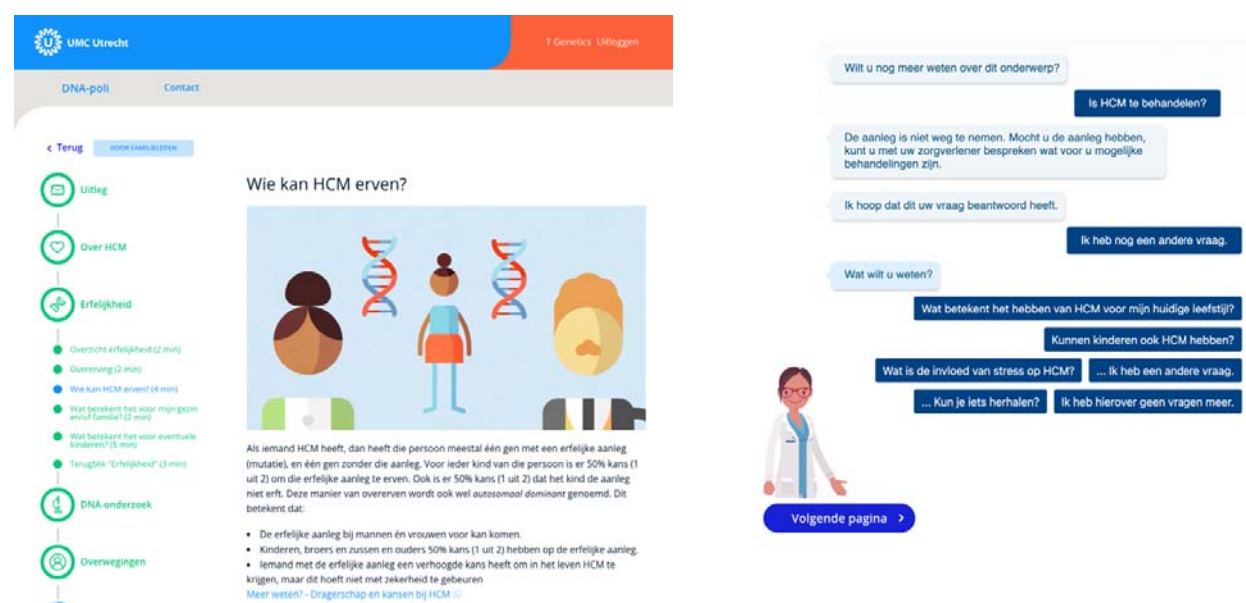 UMC Utrecht
T Genetics Uitloggen
DNA-poli Contact
< Terug
VOOR FAMILIELEDEN
Uitleg
Over HCM
Erfelijkheid
Overzicht erfelijkheid (2 min)
Overerving (2 min)
Wie kan HCM erven? (4 min)
Wat betekent het voor mijn gezin
en/of familie? (2 min)
Wat betekent het voor eventuele
kinderen? (5 min)
Terugblik "Erfelijkheid" (3 min)
DNA-onderzoek
Overwegingen
Wie kan HCM erven?
Als iemand HCM heeft, dan heeft die persoon meestal één gen met een erfelijke aanleg
(mutatie), en één gen zonder die aanleg. Voor ieder kind van die persoon is er 50% kans (1
uit 2) om die erfelijke aanleg te erven. Ook is er 50% kans (1 uit 2) dat het kind de aanleg
niet erft. Deze manier van overerven wordt ook wel autosomaal dominant genoemd. Dit
betekent dat:
• De erfelijke aanleg bij mannen én vrouwen voor kan komen.
• Kinderen, broers en zussen en ouders 50% kans (1 uit 2) hebben op de erfelijke aanleg.
• Iemand met de erfelijke aanleg een verhoogde kans heeft om in het leven HCM te
krijgen, maar dit hoeft niet met zekerheid te gebeuren
Meer weten? - Dragerschap en kansen bij HCM
Wilt u nog meer weten over dit onderwerp?
Is HCM te behandelen?
De aanleg is niet weg te nemen. Mocht u de aanleg hebben,
kunt u met uw zorgverlener bespreken wat voor u mogelijke
behandelingen zijn.
Ik hoop dat dit uw vraag beantwoord heeft.
Ik heb nog een andere vraag.
Wat wilt u weten?
Wat betekent het hebben van HCM voor mijn huidige leefstijl?
Kunnen kinderen ook HCM hebben?
Wat is de invloed van stress op HCM?
... Ik heb een andere vraag.
... Kun je iets herhalen?
Ik heb hierover geen vragen meer.
Volgende pagina >